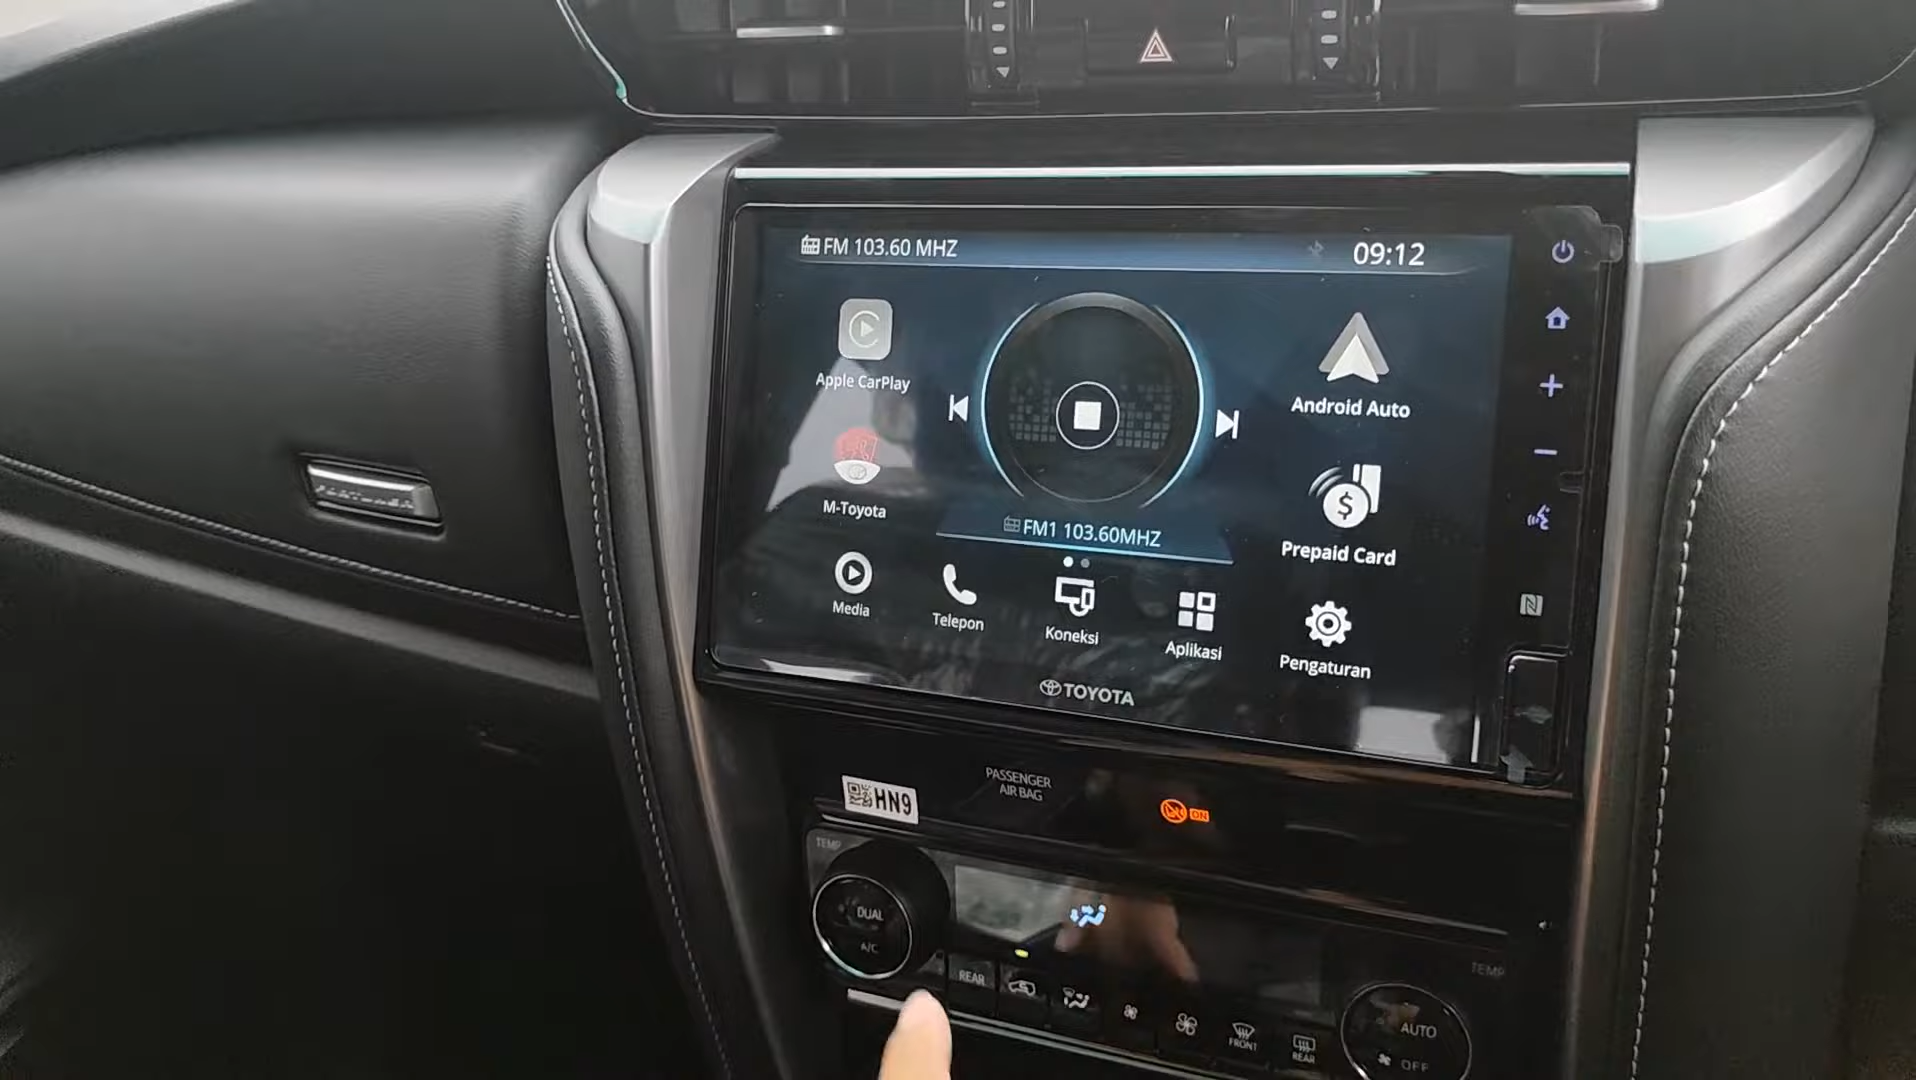 FM 103.60 MHZ
09:12
Apple CarPlay
Android Auto
M-Toyota
FM1 103.60MHZ
Prepaid Card
Media
Telepon
Koneksi
Aplikasi
Pengaturan
TOYOTA
PASSENGER
AIR BAG
HN9
ON
TEMP
TEMP
DUAL
A/C
REAR
FRONT
REAR
AUTO
OFF
FORTUNER